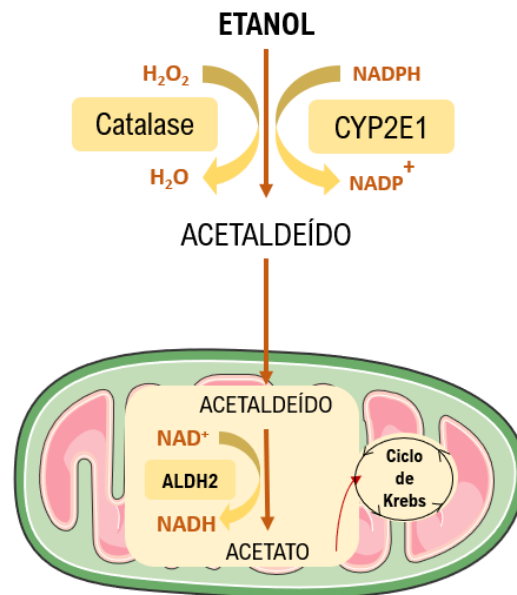 ETANOL
H₂O₂
NADPH
Catalase
CYP2E1
H₂O
NADP⁺
ACETALDEÍDO
ACETALDEÍDO
NAD⁺
ALDH2
NADH
ACETATO
Ciclo
de
Krebs